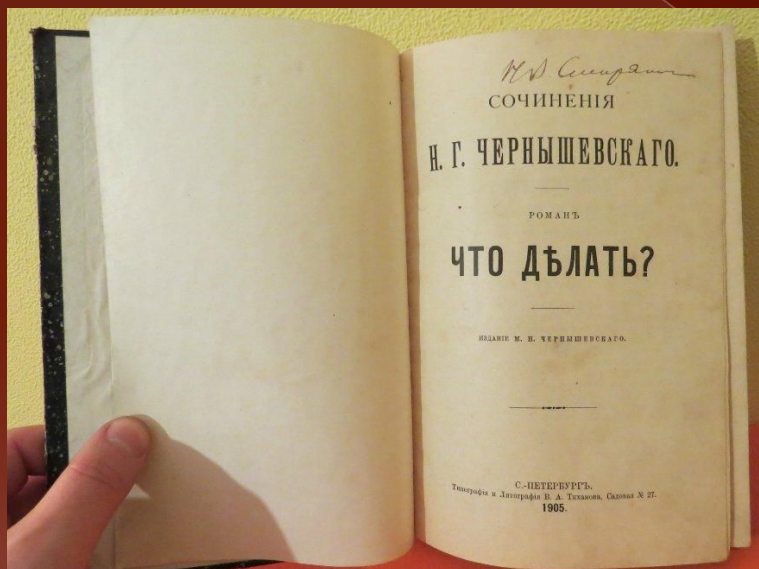 СОЧИНЕНІЯ
Н. Г. ЧЕРНЫШЕВСКАГО.
РОМАНЪ
ЧТО ДѢЛАТЬ?
ИЗДАНІЕ М. Н. ЧЕРНЫШЕВСКАГО.
С.-ПЕТЕРБУРГЪ.
Типографія и Литографія В. А. Тиханова, Садовая № 27.
1905.